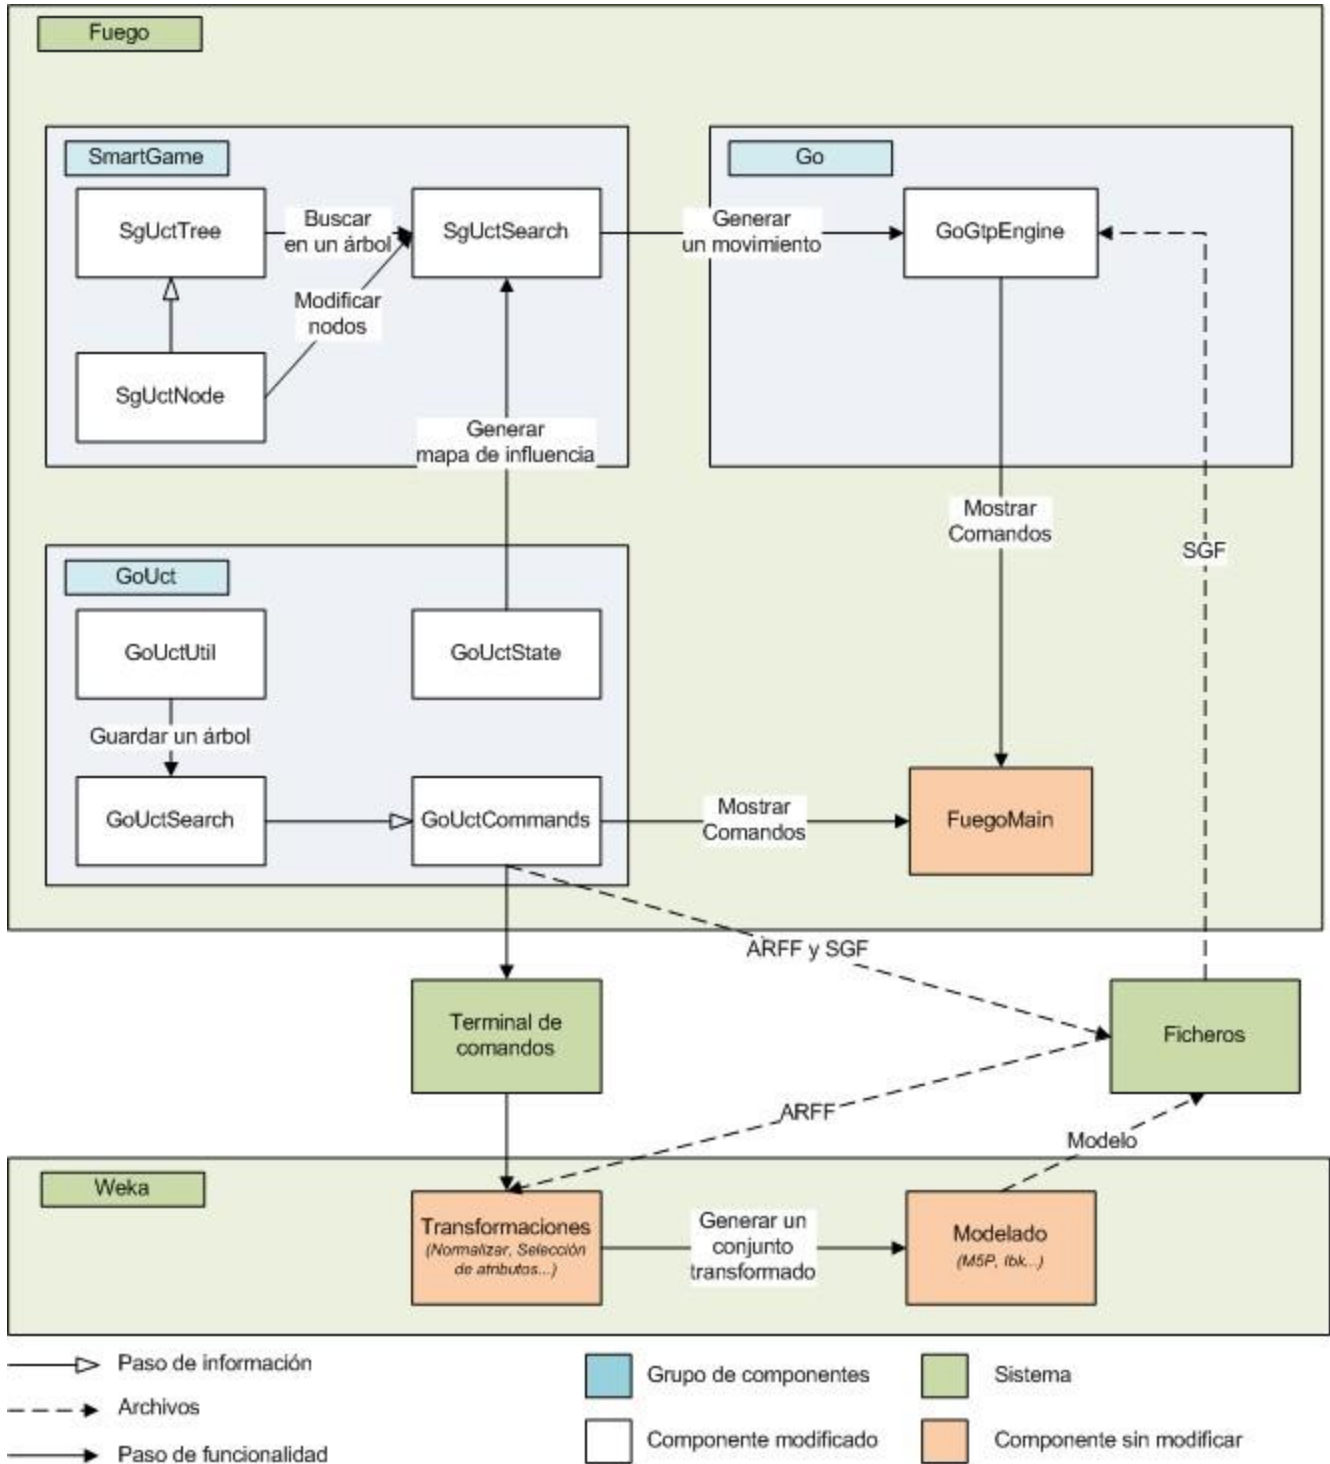 Fuego
SmartGame
Go
SgUctTree
Buscar
en un árbol
SgUctSearch
Generar
un movimiento
GoGtpEngine
Modificar
nodos
SgUctNode
Generar
mapa de influencia
Mostrar
Comandos
SGF
GoUct
GoUctUtil
GoUctState
Guardar un árbol
GoUctSearch
GoUctCommands
Mostrar
Comandos
FuegoMain
ARFF y SGF
Terminal de
comandos
Ficheros
ARFF
Modelo
Weka
Transformaciones
(Normalizar, Selección
de atributos...)
Generar un
conjunto
transformado
Modelado
(M5P, Ibk...)
Paso de información
Archivos
Paso de funcionalidad
Grupo de componentes
Componente modificado
Sistema
Componente sin modificar